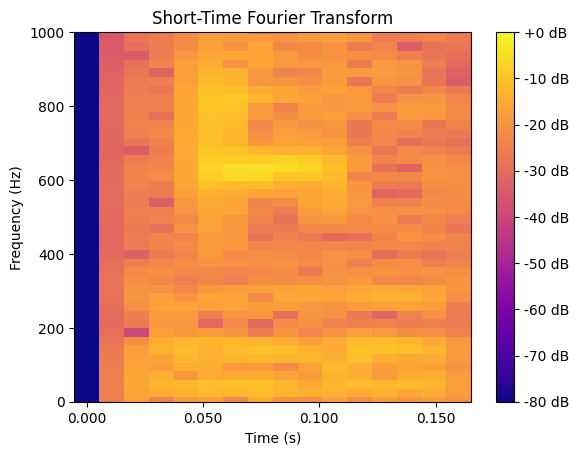 Short-Time Fourier Transform
Frequency (Hz)
1000
800
600
400
200
0
0.000
0.050
0.100
0.150
Time (s)
+0 dB
-10 dB
-20 dB
-30 dB
-40 dB
-50 dB
-60 dB
-70 dB
-80 dB